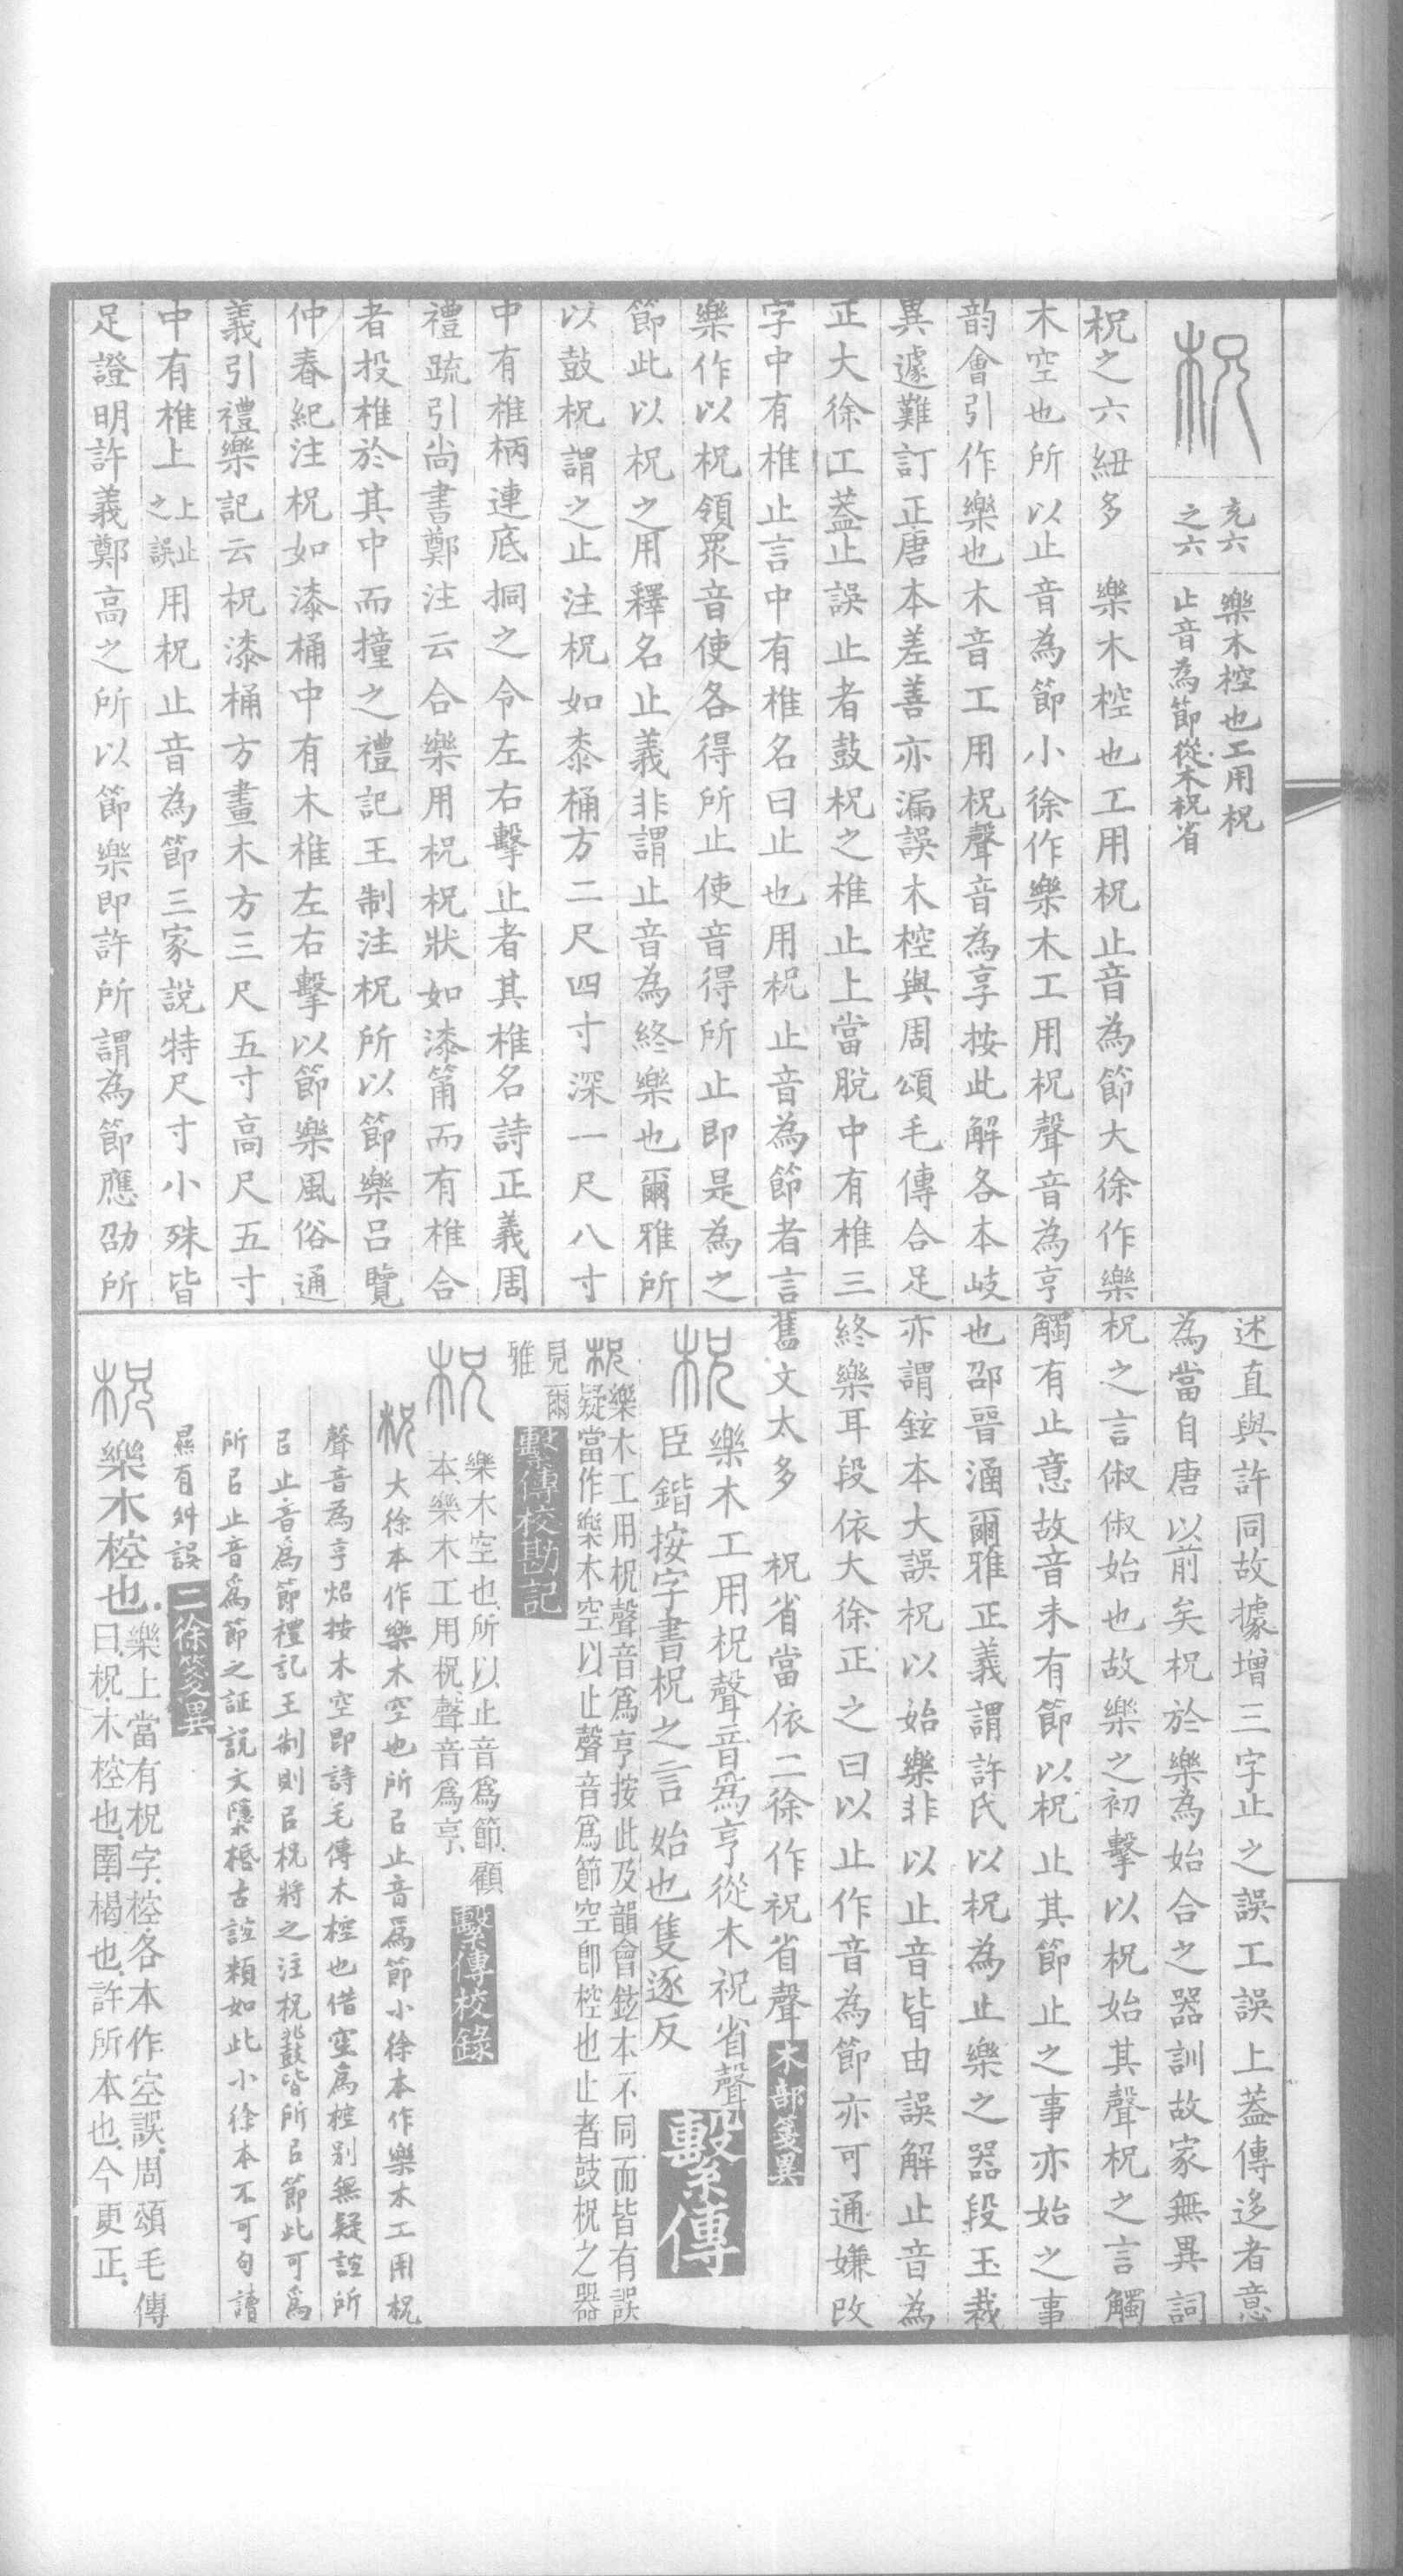 柷
充六
之六
樂木椌也工用柷
止音為節從木祝省
柷之六紐多　樂木椌也工用柷止音為節大徐作樂
木空也所以止音為節小徐作樂木工用柷聲音為亨
韵會引作樂也木音工用柷聲音為享按此解各本岐
異遽難訂正唐本差善亦漏誤木椌與周頌毛傳合足
正大徐工蓋止誤止者鼓柷之椎止上當脫中有椎三
字中有椎止言中有椎名曰止也用柷止音為節者言
樂作以柷領眾音使各得所止使音得所止即是為之
節此以柷之用釋名止義非謂止音為終樂也爾雅所
以鼓柷謂之止注柷如桼桶方二尺四寸深一尺八寸
中有椎柄連底挏之令左右擊止者其椎名詩正義周
禮疏引尚書鄭注云合樂用柷柷狀如漆筩而有椎合
者投椎於其中而撞之禮記王制注柷所以節樂呂覽
仲春紀注柷如漆桶中有木椎左右擊以節樂風俗通
義引禮樂記云柷漆桶方畫木方三尺五寸高尺五寸
中有椎上上止之誤用柷止音為節三家說特尺寸小殊皆
足證明許義鄭高之所以節樂即許所謂為節應劭所
述直與許同故據增三字止之誤工誤上蓋傳迻者意
為當自唐以前矣柷於樂為始合之器訓故家無異詞
柷之言俶俶始也故樂之初擊以柷始其聲柷之言觸
觸有止意故音未有節以柷止其節止之事亦始之事
也邵晉涵爾雅正義謂許氏以柷為止樂之器段玉裁
亦謂鉉本大誤柷以始樂非以止音皆由誤解止音為
終樂耳段依大徐正之曰以止作音為節亦可通嫌改
舊文太多　柷省當依二徐作祝省聲 木部箋異
柷 樂木工用柷聲音爲亨從木祝省聲
臣鍇按字書柷之言始也隻逐反 繫傳
柷 樂木工用柷聲音爲亨按此及韻會鉉本不同而皆有誤
疑當作樂木空以止聲音爲節空即椌也止者鼓柷之器
見爾
雅 繫傳校勘記
柷 樂木空也所以止音爲節顧
本樂木工用柷聲音爲亨 繫傳校錄
柷 大徐本作樂木空也所㠯止音爲節小徐本作樂木工用柷
聲音爲亨炤按木空即詩毛傳木椌也借空爲椌別無疑誼所
㠯止音爲節禮記王制則㠯柷將之注柷鼗皆所㠯節此可爲
所㠯止音爲節之証說文櫽栝古誼類如此小徐本不可句讀
㬎有舛誤 二徐箋異
柷 樂木椌也樂上當有柷字椌各本作空誤周頌毛傳
曰柷木椌也圉楬也許所本也今更正